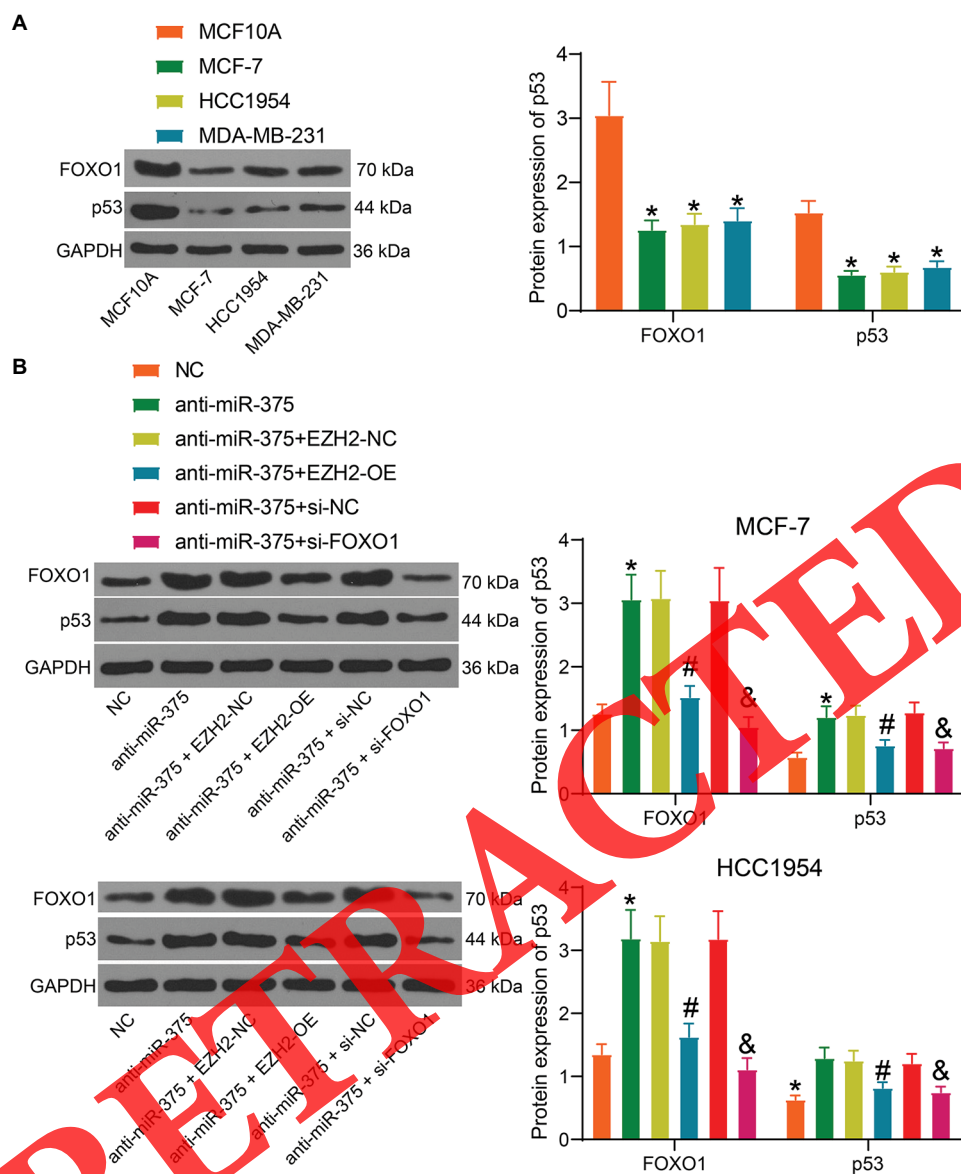 A
MCF10A
MCF-7
HCC1954
MDA-MB-231
FOXO1
70 kDa
p53
44 kDa
GAPDH
36 kDa
MCF10A
MCF-7
HCC1954
MDA-MB-231
Protein expression of p53
4
3
2
1
0
*
*
*
*
*
*
FOXO1
p53
B
NC
anti-miR-375
anti-miR-375+EZH2-NC
anti-miR-375+EZH2-OE
anti-miR-375+si-NC
anti-miR-375+si-FOXO1
FOXO1
70 kDa
p53
44 kDa
GAPDH
36 kDa
NC
anti-miR-375
anti-miR-375 + EZH2-NC
anti-miR-375 + EZH2-OE
anti-miR-375 + si-NC
anti-miR-375 + si-FOXO1
MCF-7
Protein expression of p53
4
3
2
1
0
*
#
&
*
#
&
FOXO1
p53
FOXO1
70 kDa
p53
44 kDa
GAPDH
36 kDa
NC
anti-miR-375
anti-miR-375 + EZH2-NC
anti-miR-375 + EZH2-OE
anti-miR-375 + si-NC
anti-miR-375 + si-FOXO1
HCC1954
Protein expression of p53
4
3
2
1
0
*
#
&
*
#
&
FOXO1
p53
RETRACTED